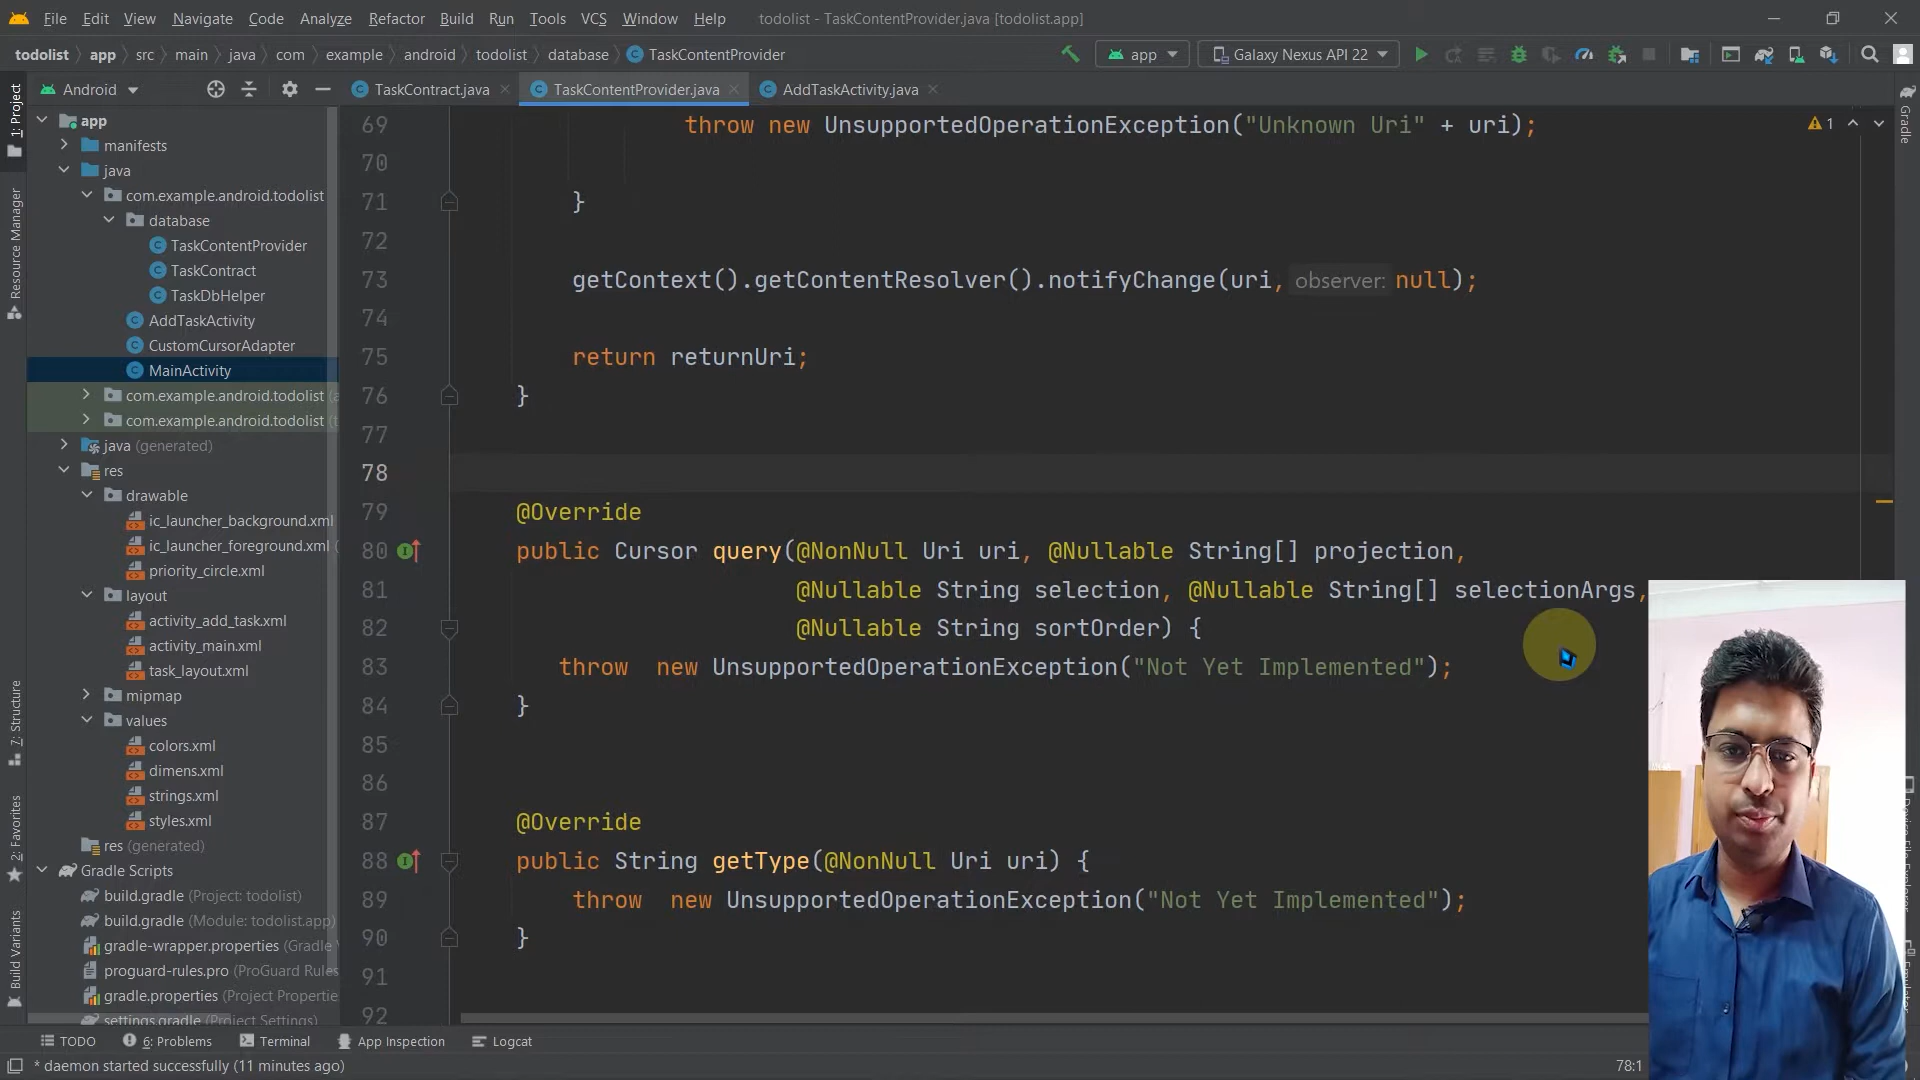 File Edit View Navigate Code Analyze Refactor Build Run Tools VCS Window Help todolist - TaskContentProvider.java [todolist.app]
todolist app src main java com example android todolist database TaskContentProvider app Galaxy Nexus API 22
1: Project
Resource Manager
7: Structure
2: Favorites
Build Variants
Android
app
manifests
java
com.example.android.todolist
database
TaskContentProvider
TaskContract
TaskDbHelper
AddTaskActivity
CustomCursorAdapter
MainActivity
com.example.android.todolist
com.example.android.todolist
java (generated)
res
drawable
ic_launcher_background.xml
ic_launcher_foreground.xml
priority_circle.xml
layout
activity_add_task.xml
activity_main.xml
task_layout.xml
mipmap
values
colors.xml
dimens.xml
strings.xml
styles.xml
res (generated)
Gradle Scripts
build.gradle (Project: todolist)
build.gradle (Module: todolist.app)
gradle-wrapper.properties (Gradle
proguard-rules.pro (ProGuard Rules
gradle.properties (Project Propertie
settings.gradle (Project Settings)
TaskContract.java TaskContentProvider.java AddTaskActivity.java
69 throw new UnsupportedOperationException("Unknown Uri" + uri);
70
71 }
72
73 getContext().getContentResolver().notifyChange(uri, observer: null);
74
75 return returnUri;
76 }
77
78
79 @Override
80 public Cursor query(@NonNull Uri uri, @Nullable String[] projection,
81 @Nullable String selection, @Nullable String[] selectionArgs,
82 @Nullable String sortOrder) {
83 throw new UnsupportedOperationException("Not Yet Implemented");
84 }
85
86
87 @Override
88 public String getType(@NonNull Uri uri) {
89 throw new UnsupportedOperationException("Not Yet Implemented");
90 }
91
92
1
Gradle
TODO 6: Problems Terminal App Inspection Logcat
* daemon started successfully (11 minutes ago) 78:1